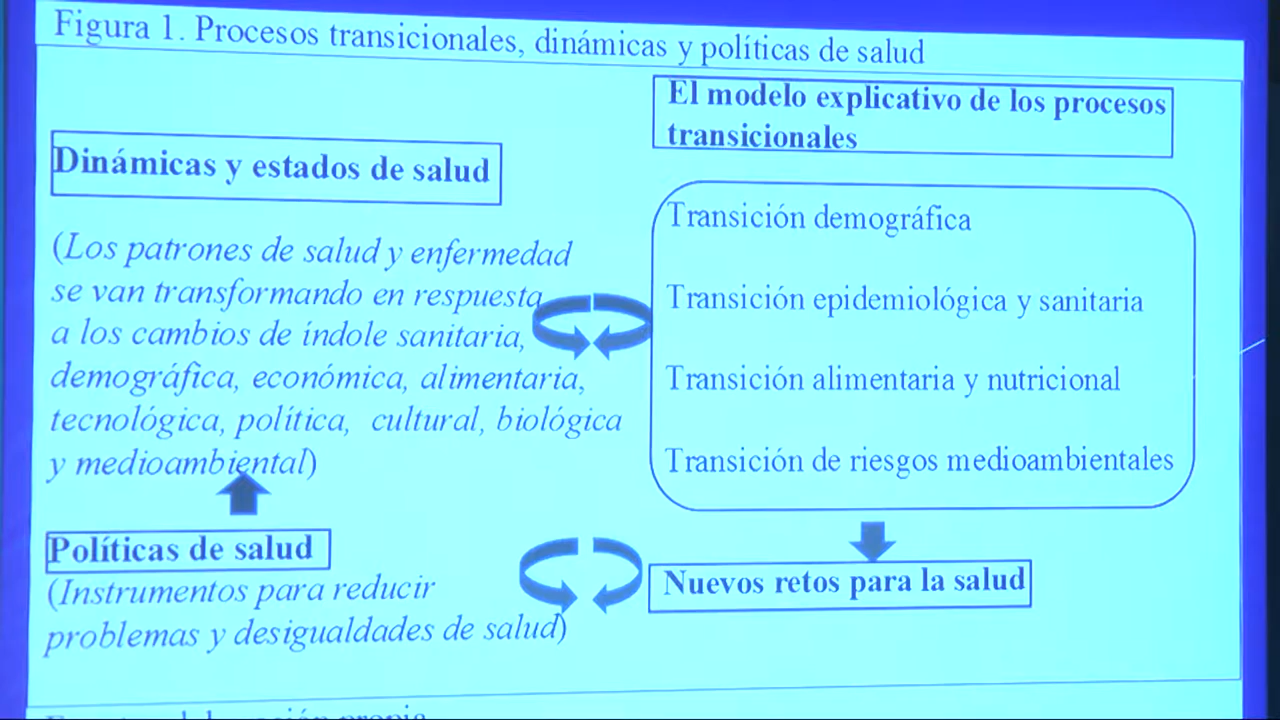 Figura 1. Procesos transicionales, dinámicas y políticas de salud
El modelo explicativo de los procesos
transicionales
Dinámicas y estados de salud
(Los patrones de salud y enfermedad
se van transformando en respuesta
a los cambios de índole sanitaria,
demográfica, económica, alimentaria,
tecnológica, política, cultural, biológica
y medioambiental)
Transición demográfica
Transición epidemiológica y sanitaria
Transición alimentaria y nutricional
Transición de riesgos medioambientales
Políticas de salud
(Instrumentos para reducir
problemas y desigualdades de salud)
Nuevos retos para la salud